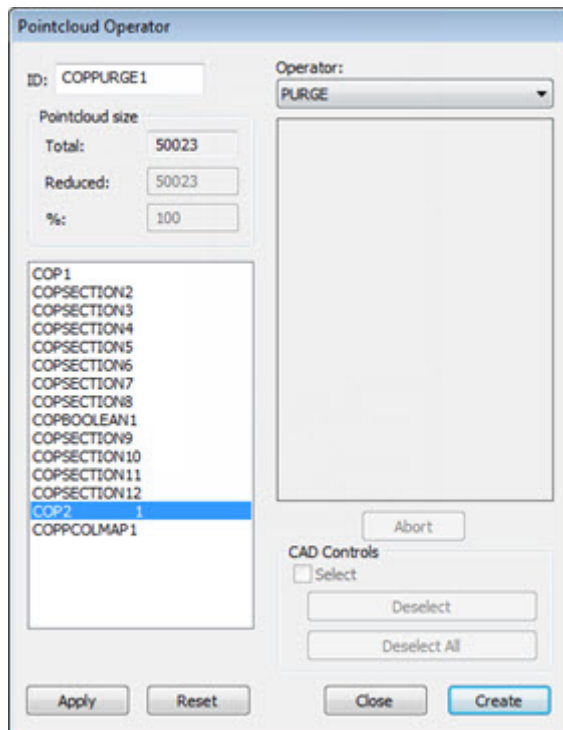 Pointcloud Operator
ID: COPPURGE1
Operator:
PURGE
Pointcloud size
Total: 50023
Reduced: 50023
%: 100
COP1
COPSECTION2
COPSECTION3
COPSECTION4
COPSECTION5
COPSECTION6
COPSECTION7
COPSECTION8
COPBOOLEAN1
COPSECTION9
COPSECTION10
COPSECTION11
COPSECTION12
COP2 1
COPPCOLMAP1
Abort
CAD Controls
Select
Deselect
Deselect All
Apply Reset Close Create